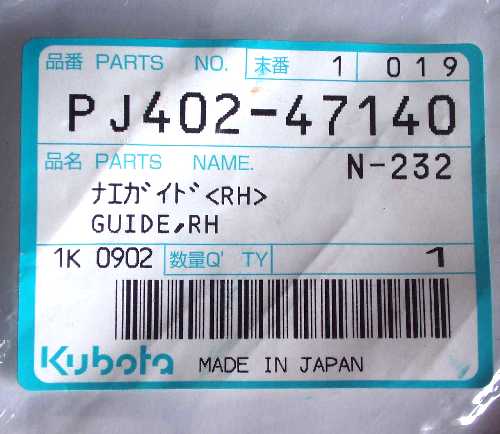 品番 PARTS NO. 末番 1 019
PJ402-47140
品名 PARTS NAME. N-232
ナエガイド<RH>
GUIDE,RH
1K 0902 数量Q'TY 1
Kubota MADE IN JAPAN